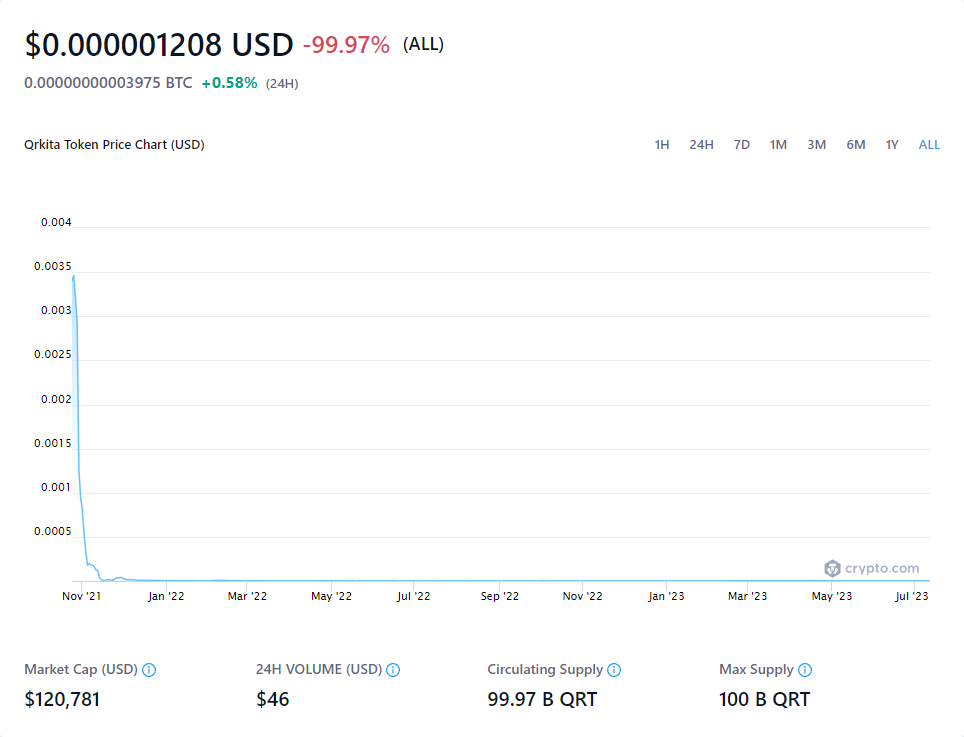 $0.000001208 USD -99.97% (ALL)
0.00000000003975 BTC +0.58% (24H)
Qrkita Token Price Chart (USD) 1H 24H 7D 1M 3M 6M 1Y ALL
0.004
0.0035
0.003
0.0025
0.002
0.0015
0.001
0.0005
crypto.com
Nov '21 Jan '22 Mar '22 May '22 Jul '22 Sep '22 Nov '22 Jan '23 Mar '23 May '23 Jul '23
Market Cap (USD) 24H VOLUME (USD) Circulating Supply Max Supply
$120,781 $46 99.97 B QRT 100 B QRT